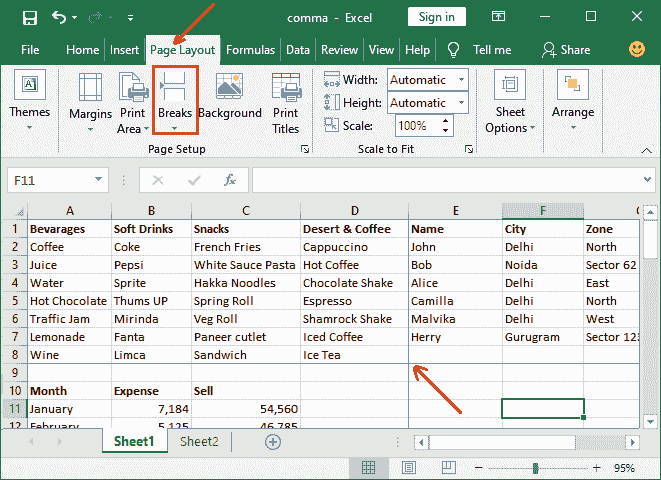 comma - Excel
Sign in
File Home Insert Page Layout Formulas Data Review View Help Tell me Share
Themes
Margins
Print Area
Breaks
Background
Print Titles
Width: Automatic
Height: Automatic
Scale: 100%
Sheet Options
Arrange
Page Setup
Scale to Fit
F11
fx
A B C D E F
1 Bevarages Soft Drinks Snacks Desert & Coffee Name City Zone
2 Coffee Coke French Fries Cappuccino John Delhi North
3 Juice Pepsi White Sauce Pasta Hot Coffee Bob Noida Sector 62
4 Water Sprite Hakka Noodles Chocolate Shake Alice Delhi East
5 Hot Chocolate Thums UP Spring Roll Espresso Camilla Delhi North
6 Traffic Jam Mirinda Veg Roll Shamrock Shake Malvika Delhi West
7 Lemonade Fanta Paneer cutlet Iced Coffee Herry Gurugram Sector
8 Wine Limca Sandwich Ice Tea
9
10 Month Expense Sell
11 January 7,184 54,560
12 February 5,125 46,785
Sheet1 Sheet2
95%